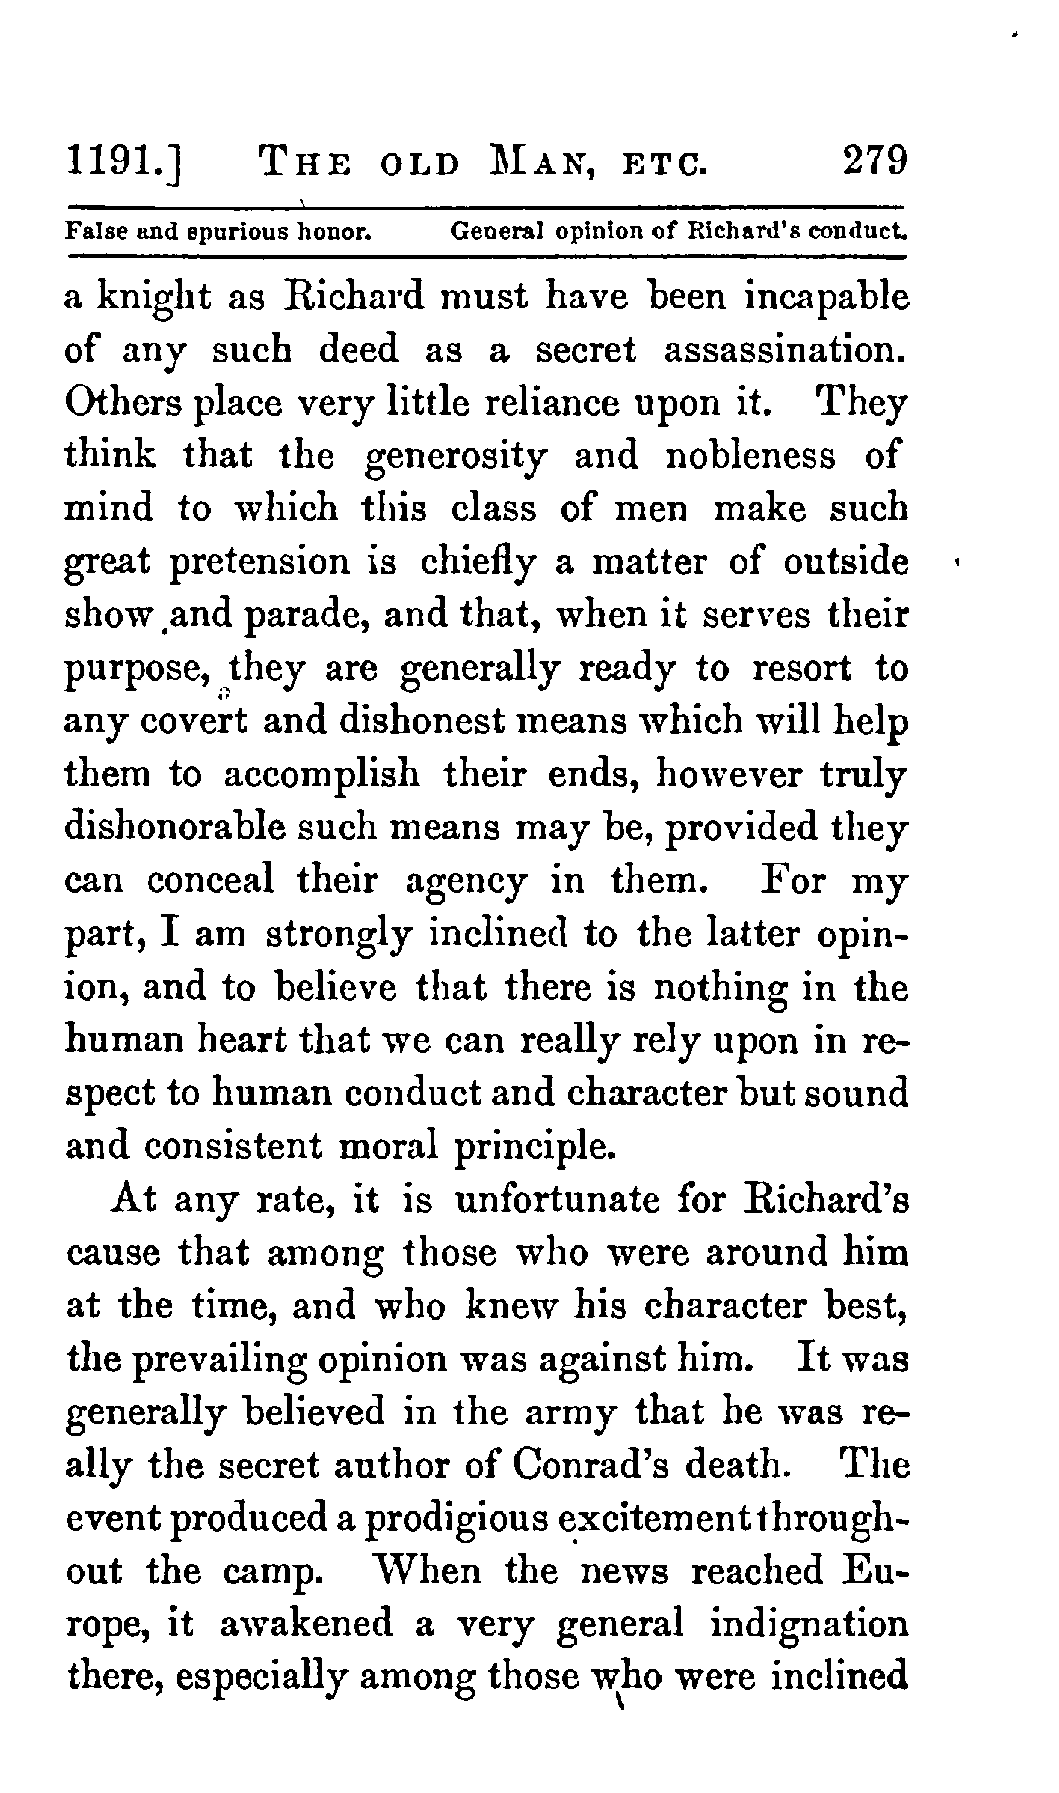 1191.] The old Man, etc. 279
False and spurious honor. General opinion of Richard's conduct.
a knight as Richard must have been incapable
of any such deed as a secret assassination.
Others place very little reliance upon it. They
think that the generosity and nobleness of
mind to which this class of men make such
great pretension is chiefly a matter of outside
show and parade, and that, when it serves their
purpose, they are generally ready to resort to
any covert and dishonest means which will help
them to accomplish their ends, however truly
dishonorable such means may be, provided they
can conceal their agency in them. For my
part, I am strongly inclined to the latter opin-
ion, and to believe that there is nothing in the
human heart that we can really rely upon in re-
spect to human conduct and character but sound
and consistent moral principle.
At any rate, it is unfortunate for Richard's
cause that among those who were around him
at the time, and who knew his character best,
the prevailing opinion was against him. It was
generally believed in the army that he was re-
ally the secret author of Conrad's death. The
event produced a prodigious excitement through-
out the camp. When the news reached Eu-
rope, it awakened a very general indignation
there, especially among those who were inclined